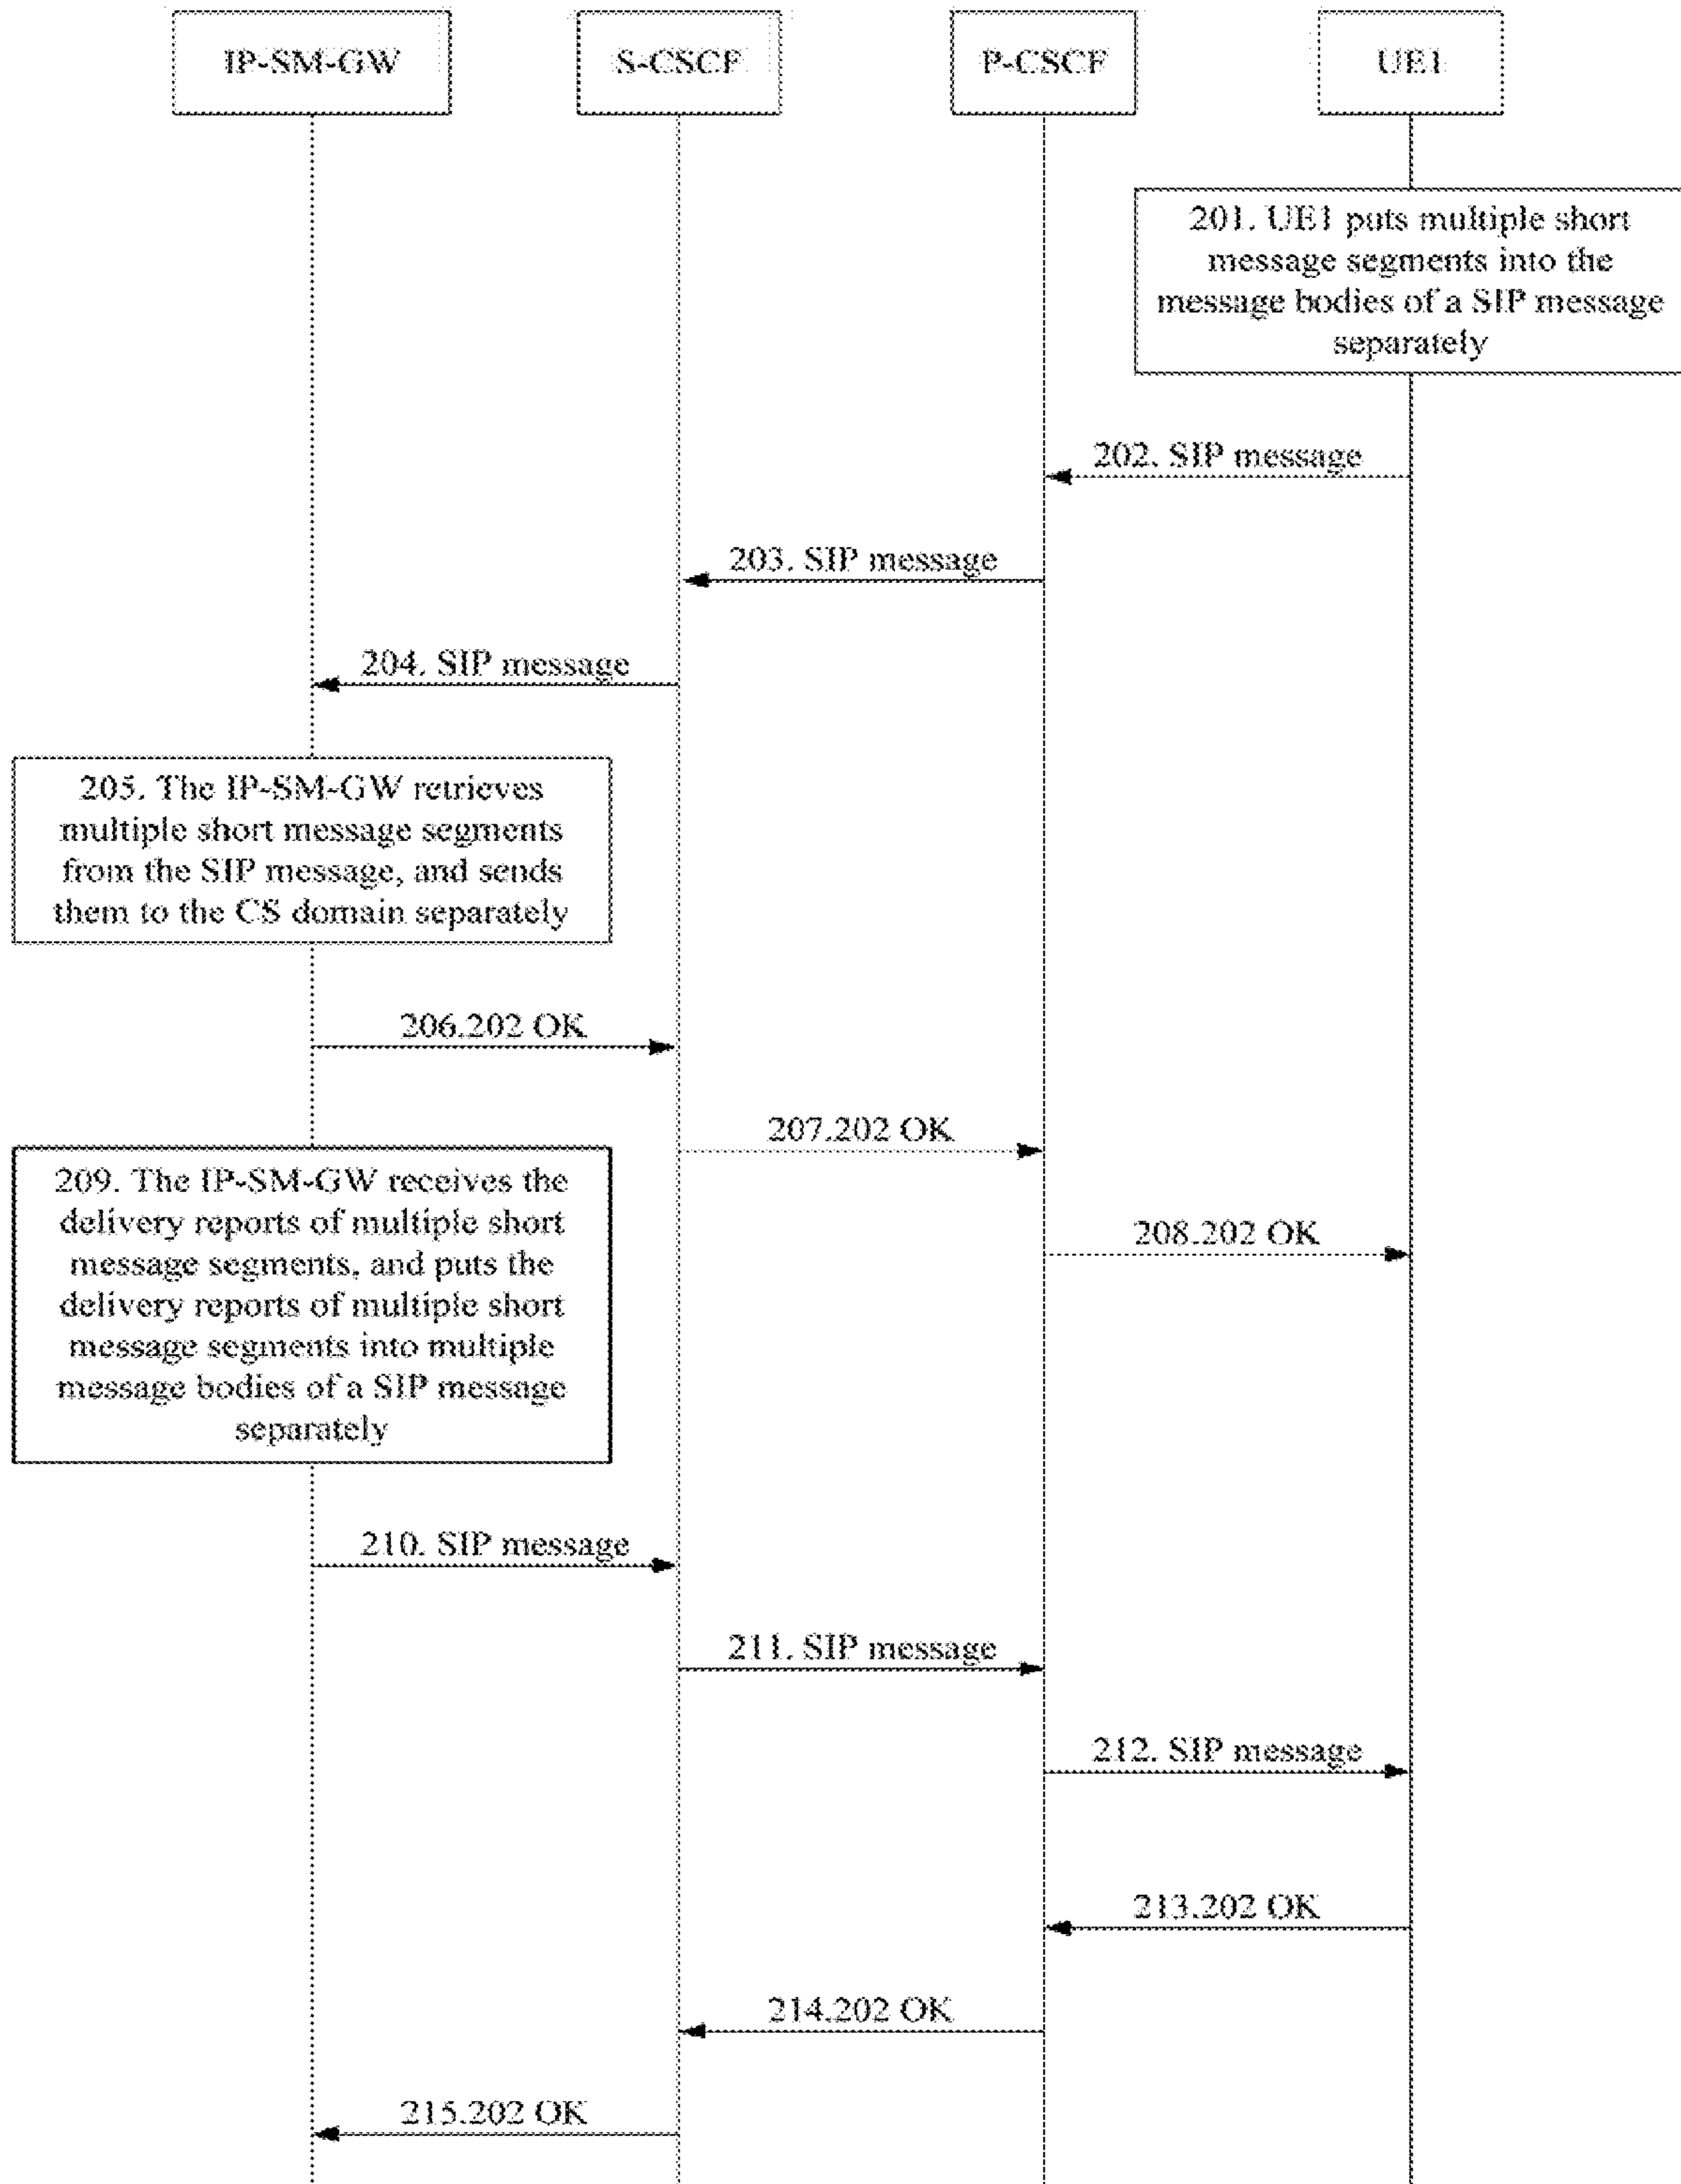 IP-SM-GW
S-CSCF
P-CSCF
UE1
201. UE1 puts multiple short
message segments into the
message bodies of a SIP message
separately
202. SIP message
203. SIP message
204. SIP message
205. The IP-SM-GW retrieves
multiple short message segments
from the SIP message, and sends
them to the CS domain separately
206.202 OK
207.202 OK
208.202 OK
209. The IP-SM-GW receives the
delivery reports of multiple short
message segments, and puts the
delivery reports of multiple short
message segments into multiple
message bodies of a SIP message
separately
210. SIP message
211. SIP message
212. SIP message
213.202 OK
214.202 OK
215.202 OK